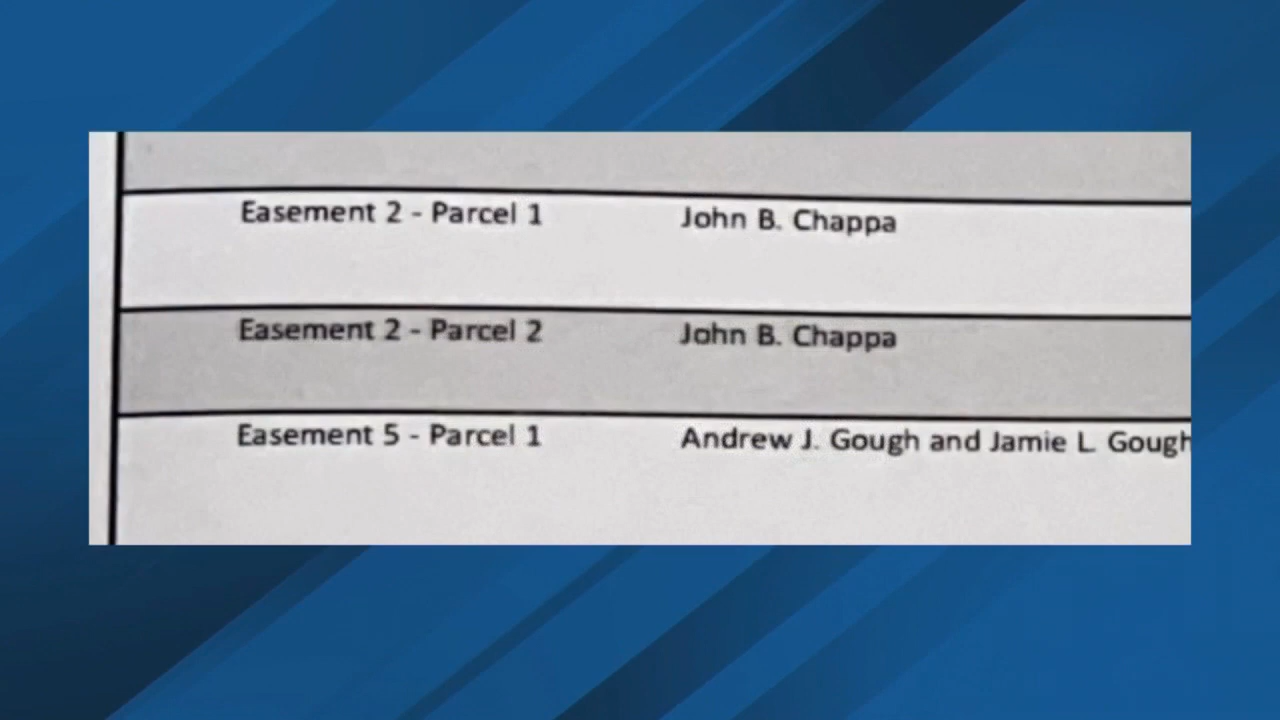 Easement 2 - Parcel 1 John B. Chappa
Easement 2 - Parcel 2 John B. Chappa
Easement 5 - Parcel 1 Andrew J. Gough and Jamie L. Gough